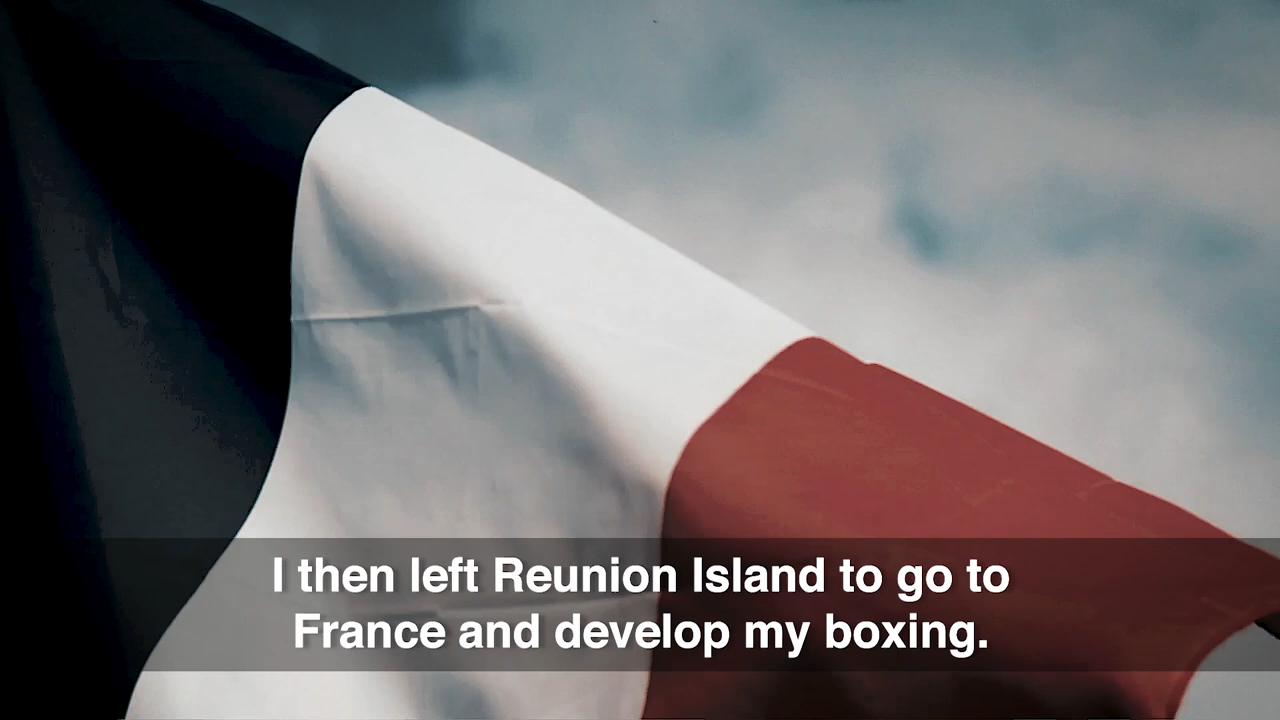 I then left Reunion Island to go to
France and develop my boxing.